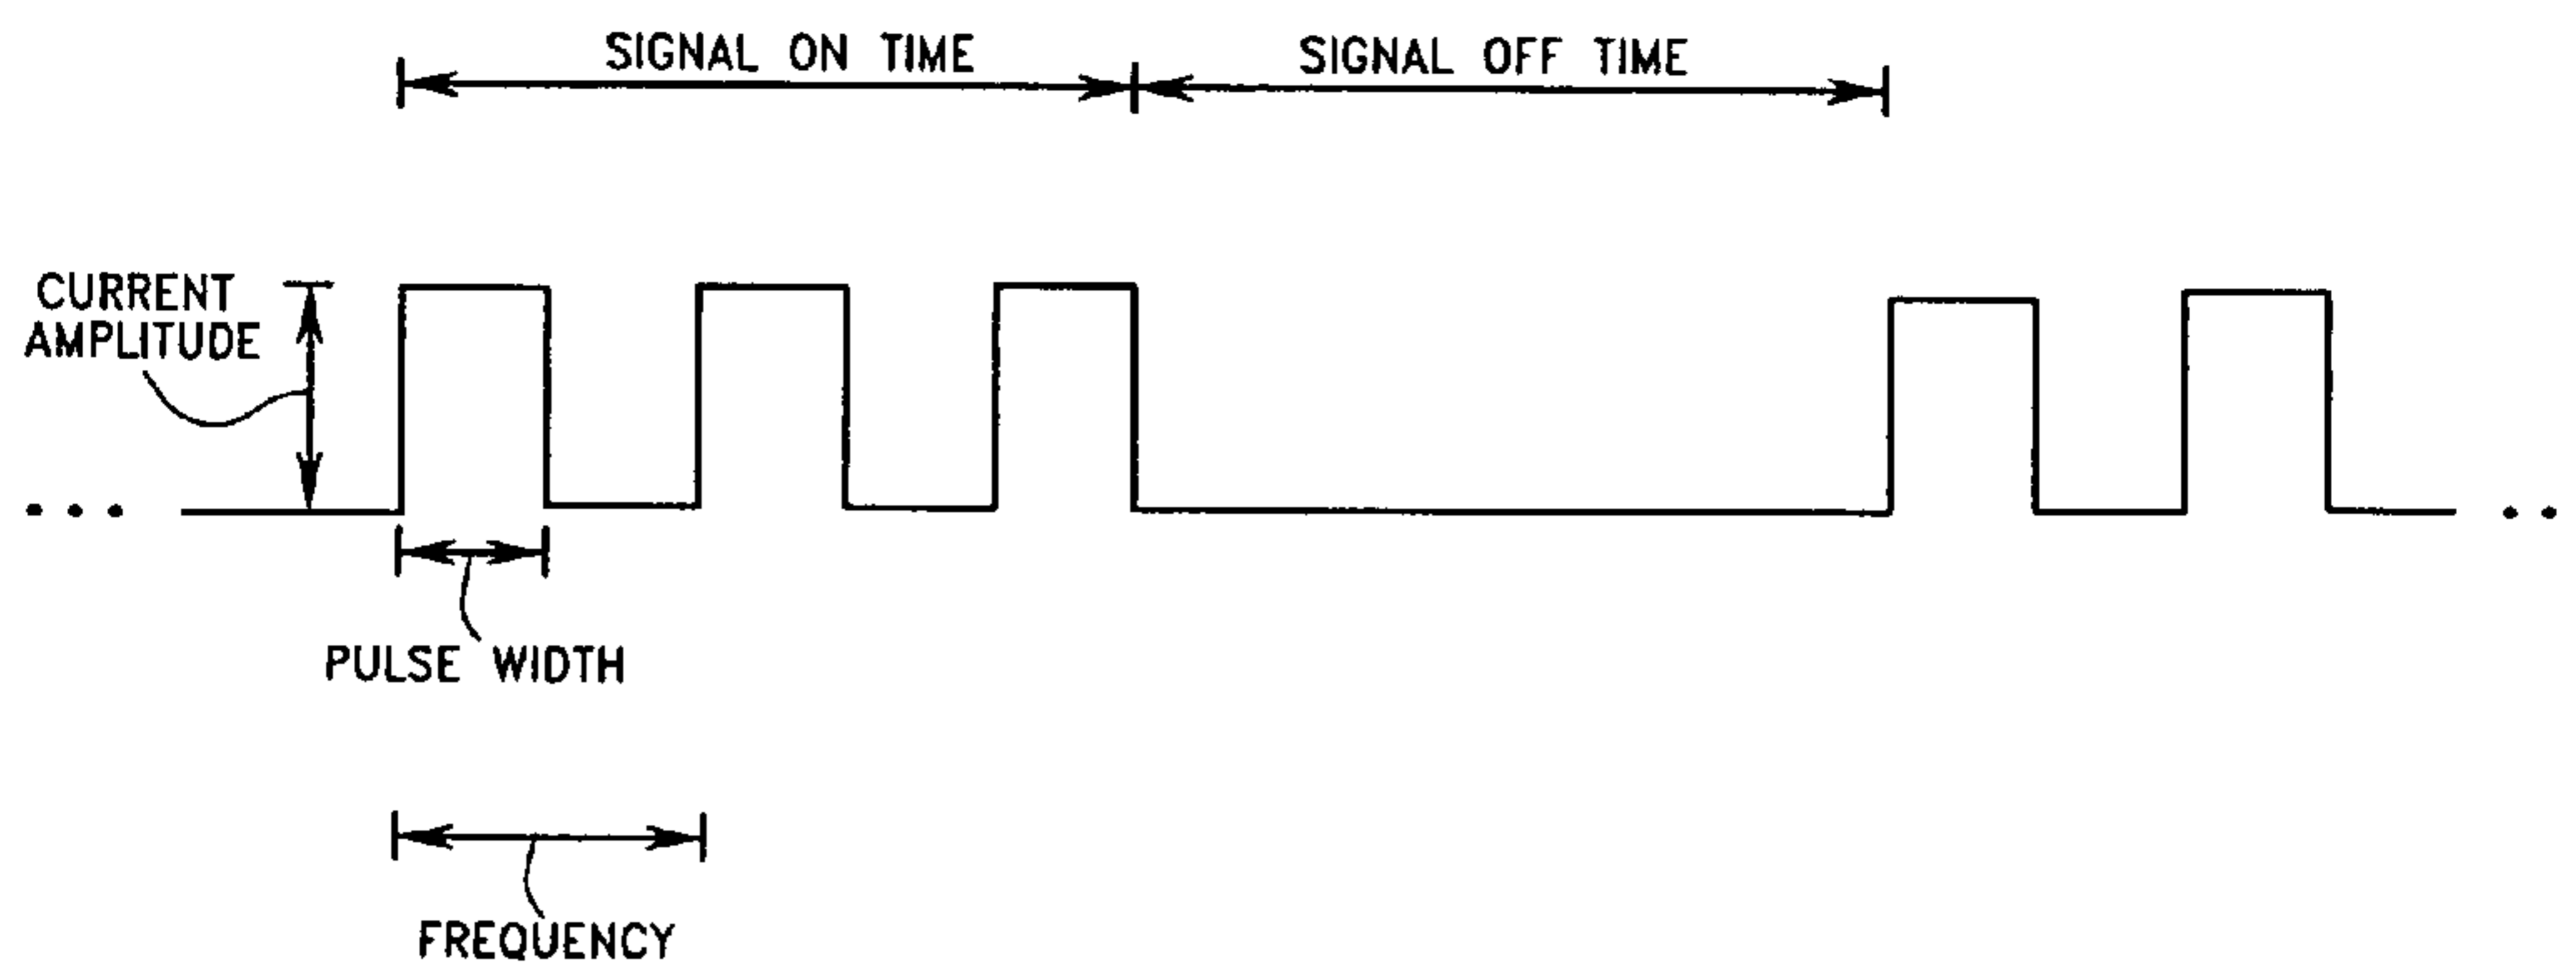 SIGNAL ON TIME
SIGNAL OFF TIME
CURRENT
AMPLITUDE
PULSE WIDTH
FREQUENCY